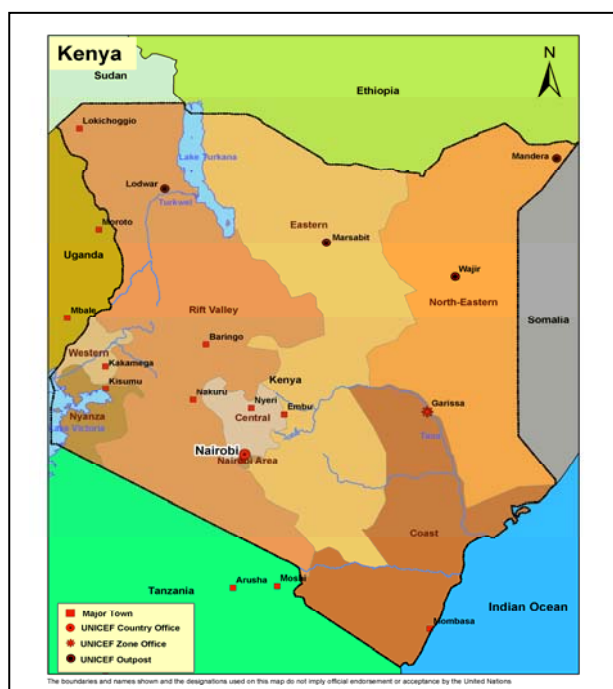 Kenya
Sudan
Ethiopia
N
Lokichoggio
Lake Turkana
Mandera
Lodwar
Turkwel
Moroto
Eastern
Marsabit
Uganda
Wajir
North-Eastern
Mbale
Rift Valley
Somalia
Baringo
Western
Kakamega
Kenya
Kisumu
Nakuru
Nyeri
Garissa
Central
Embu
Nyanza
Lake Victoria
Tana
Nairobi
Nairobi Area
Coast
Tanzania
Arusha
Moshi
Indian Ocean
Mombasa
Major Town
UNICEF Country Office
UNICEF Zone Office
UNICEF Outpost
The boundaries and names shown and the designations used on this map do not imply official endorsement or acceptance by the United Nations